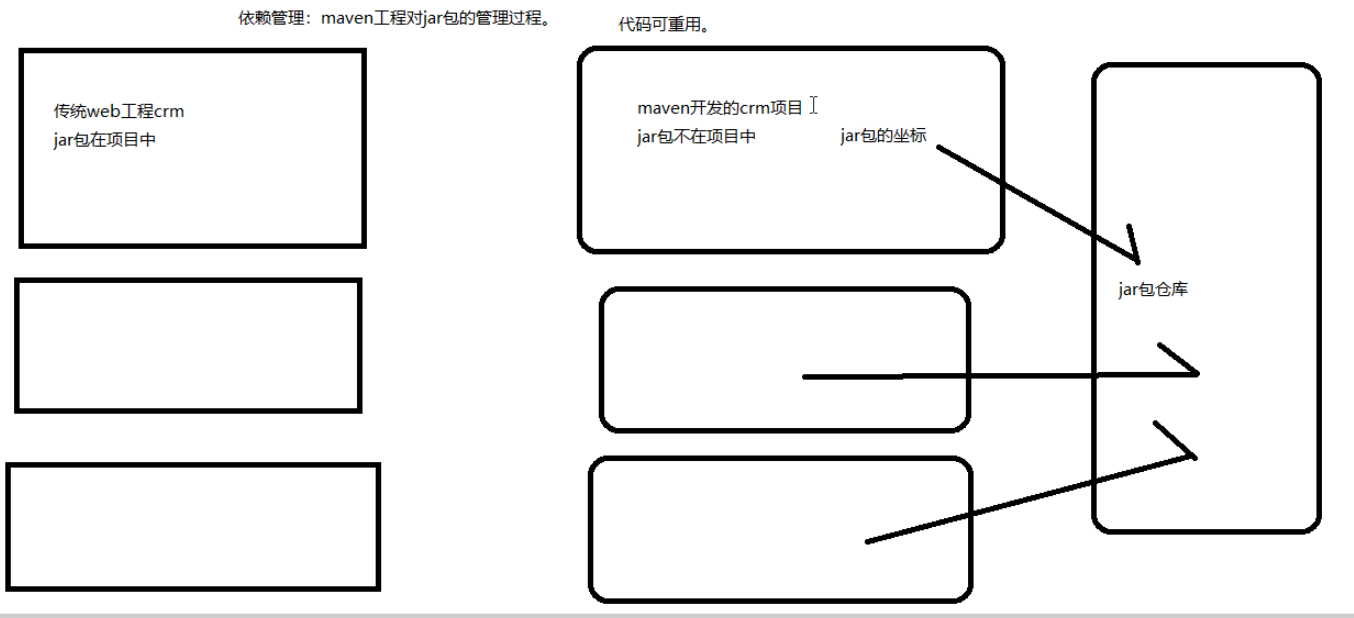 依赖管理：maven工程对jar包的管理过程。
代码可重用。
传统web工程crm
jar包在项目中
maven开发的crm项目
jar包不在项目中
jar包的坐标
jar包仓库